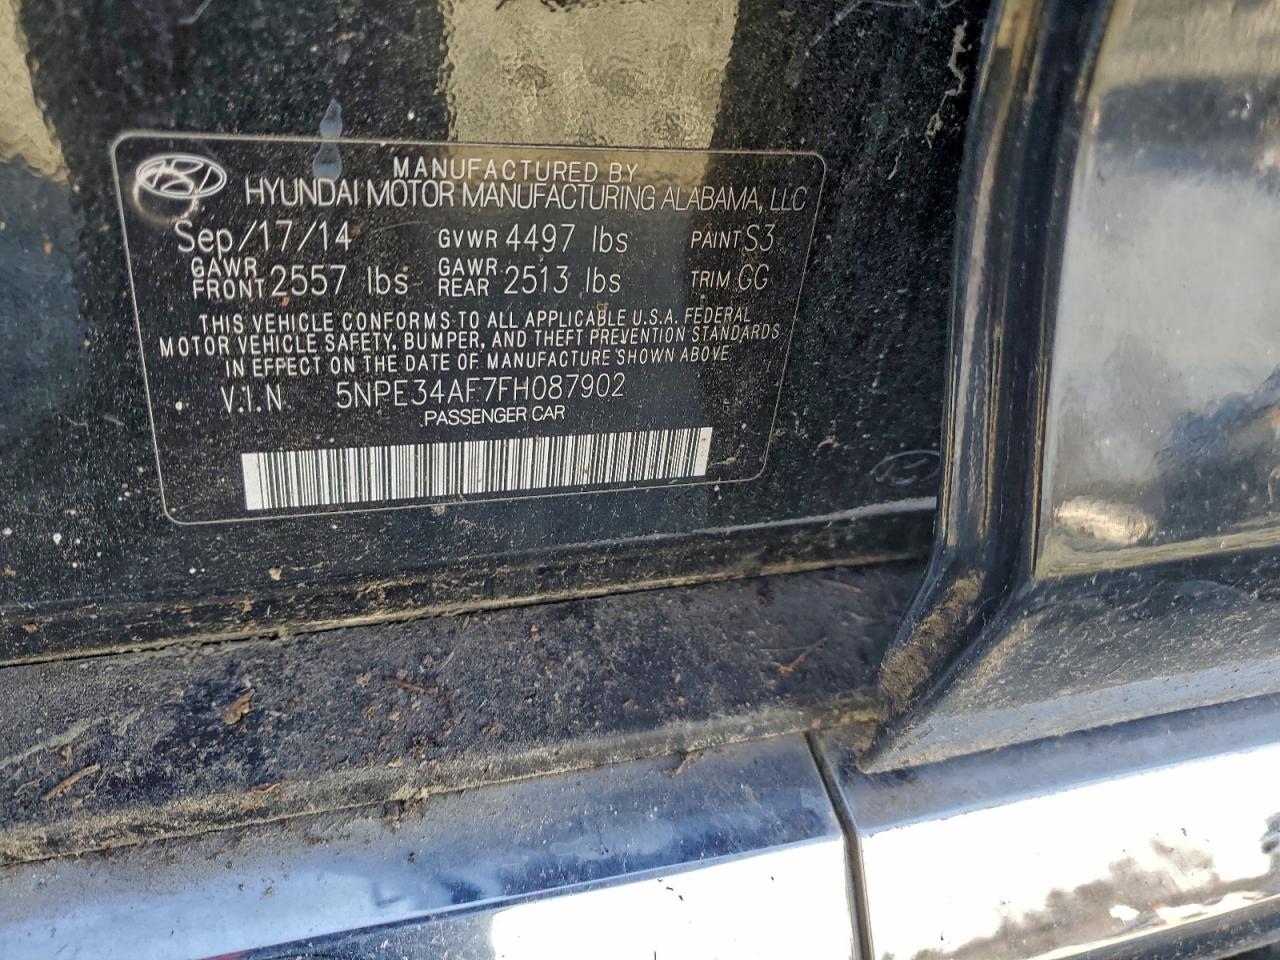 MANUFACTURED BY
HYUNDAI MOTOR MANUFACTURING ALABAMA, LLC
Sep/17/14 GVWR 4497 lbs PAINT S3
GAWR FRONT 2557 lbs GAWR REAR 2513 lbs TRIM GG
THIS VEHICLE CONFORMS TO ALL APPLICABLE U.S.A. FEDERAL
MOTOR VEHICLE SAFETY, BUMPER, AND THEFT PREVENTION STANDARDS
IN EFFECT ON THE DATE OF MANUFACTURE SHOWN ABOVE
V.I.N 5NPE34AF7FH087902
PASSENGER CAR